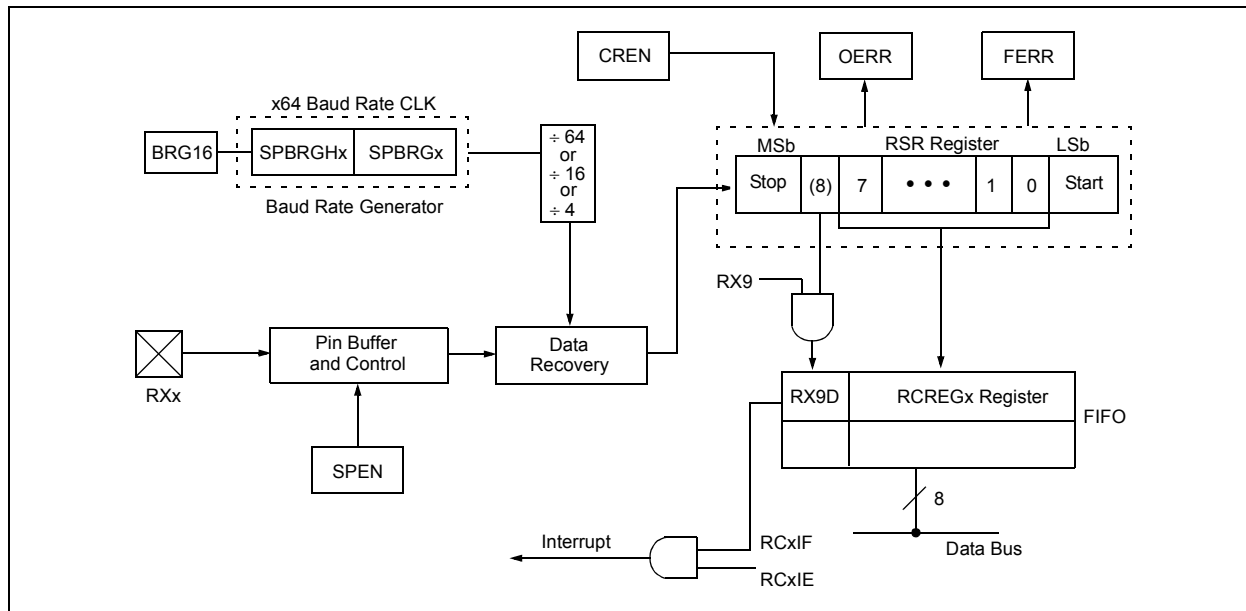 CREN
OERR
FERR
x64 Baud Rate CLK
BRG16
SPBRGHx
SPBRGx
Baud Rate Generator
÷ 64
or
÷ 16
or
÷ 4
MSb
RSR Register
LSb
Stop
(8)
7
• • •
1
0
Start
RX9
Pin Buffer
and Control
Data
Recovery
RXx
SPEN
RX9D
RCREGx Register
FIFO
8
Data Bus
Interrupt
RCxIF
RCxIE